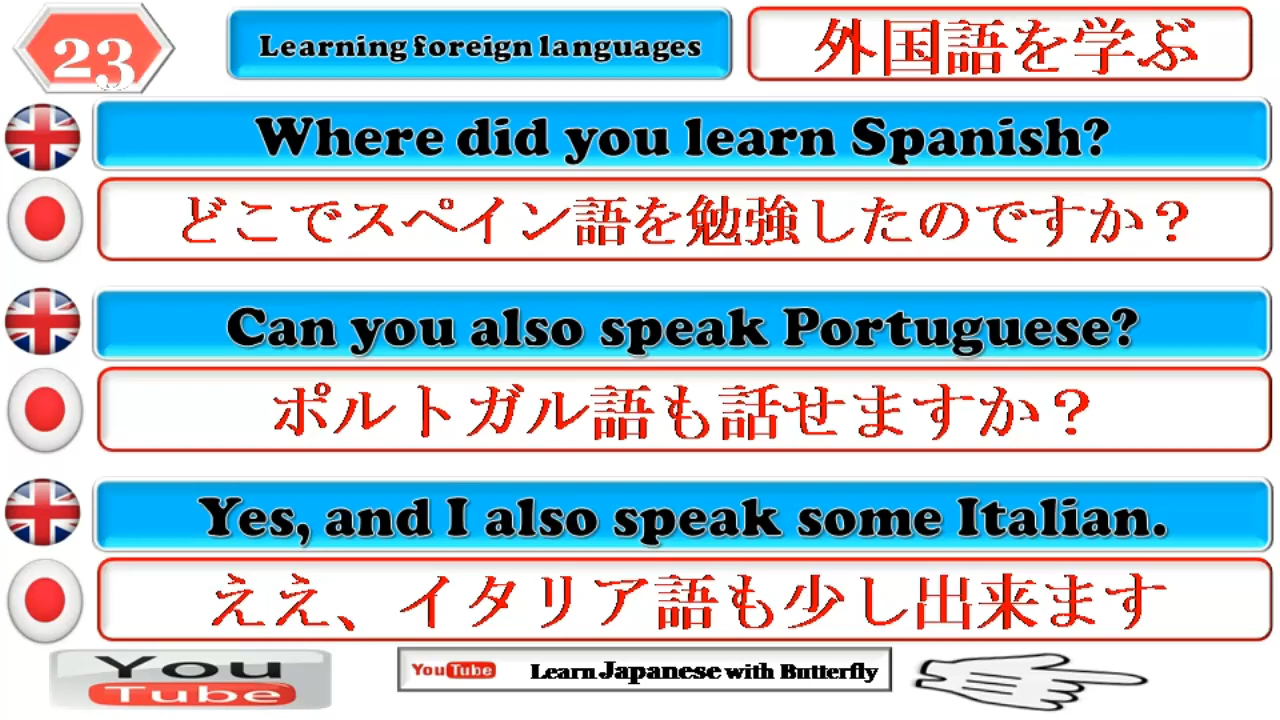 23
Learning foreign languages
外国語を学ぶ
Where did you learn Spanish?
どこでスペイン語を勉強したのですか？
Can you also speak Portuguese?
ポルトガル語も話せますか？
Yes, and I also speak some Italian.
ええ、イタリア語も少し出来ます
You
Tube
YouTube Learn Japanese with Butterfly